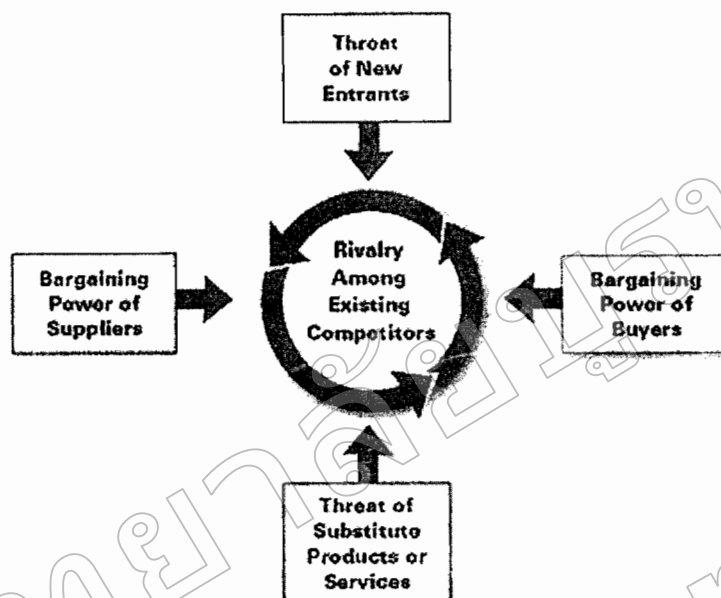 Threat
of New
Entrants
Bargaining
Power of
Suppliers
Rivalry
Among
Existing
Competitors
Bargaining
Power of
Buyers
Threat of
Substitute
Products or
Services